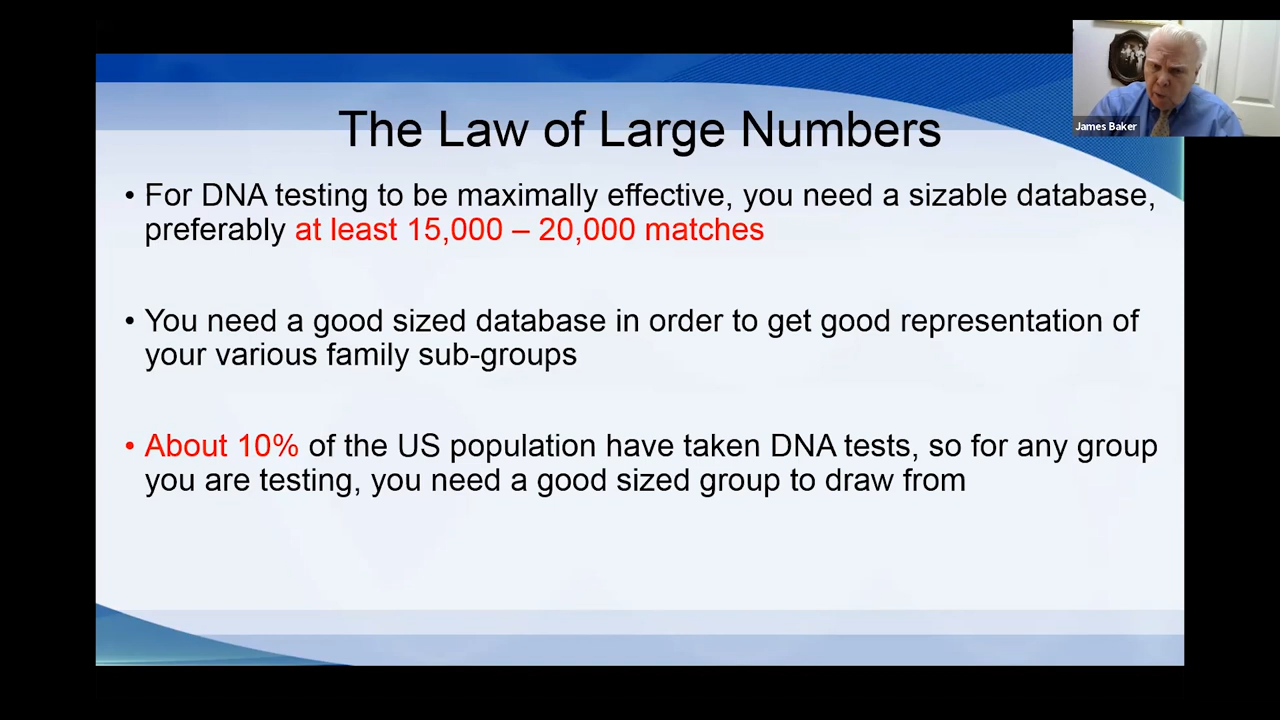 The Law of Large Numbers
• For DNA testing to be maximally effective, you need a sizable database,
preferably at least 15,000 – 20,000 matches
• You need a good sized database in order to get good representation of
your various family sub-groups
• About 10% of the US population have taken DNA tests, so for any group
you are testing, you need a good sized group to draw from
James Baker